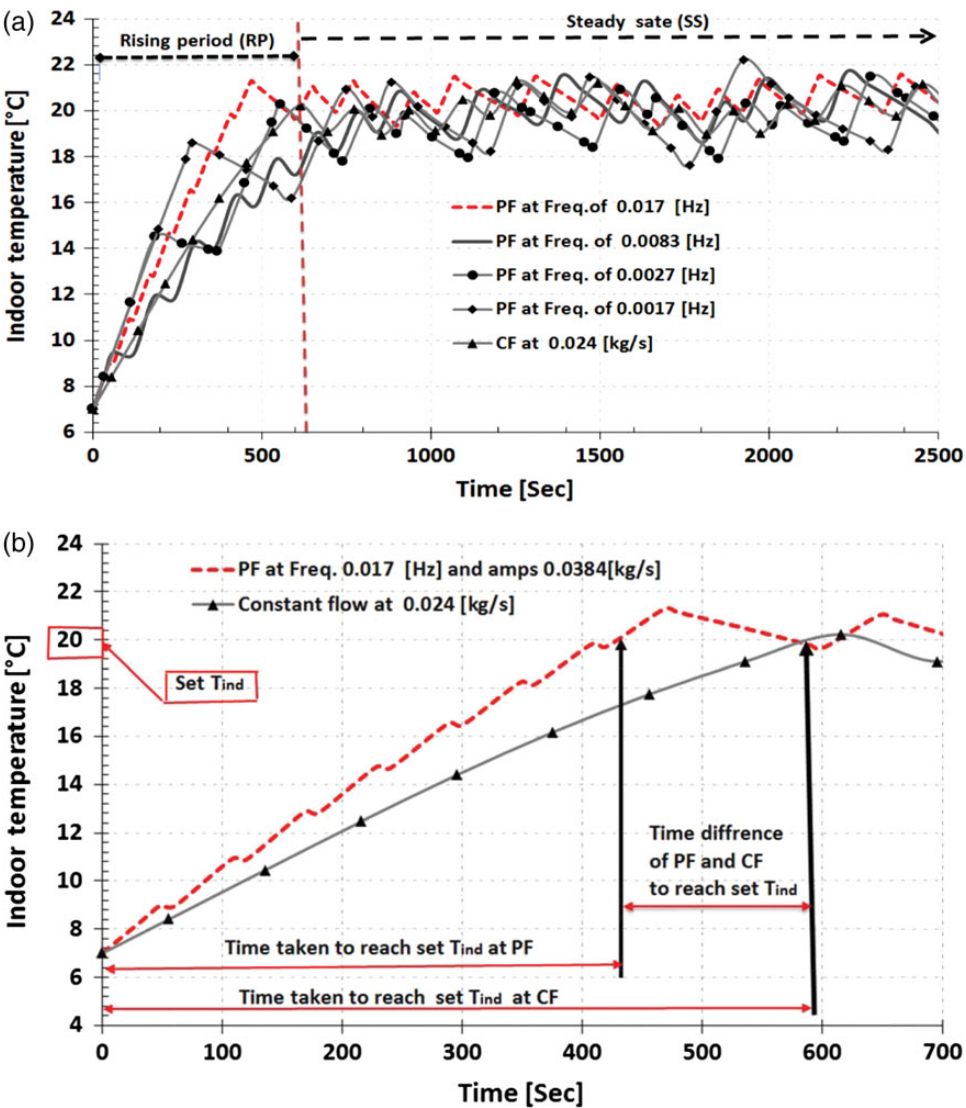 (a)
24
22
20
18
16
14
12
10
8
6
Indoor temperature [°C]
Rising period (RP)
Steady sate (SS)
PF at Freq.of 0.017 [Hz]
PF at Freq. of 0.0083 [Hz]
PF at Freq. of 0.0027 [Hz]
PF at Freq. of 0.0017 [Hz]
CF at 0.024 [kg/s]
0 500 1000 1500 2000 2500
Time [Sec]
(b)
24
22
20
18
16
14
12
10
8
6
4
Indoor temperature [°C]
PF at Freq. 0.017 [Hz] and amps 0.0384[kg/s]
Constant flow at 0.024 [kg/s]
Set Tind
Time diffrence
of PF and CF
to reach set Tind
Time taken to reach set Tind at PF
Time taken to reach set Tind at CF
0 100 200 300 400 500 600 700
Time [Sec]